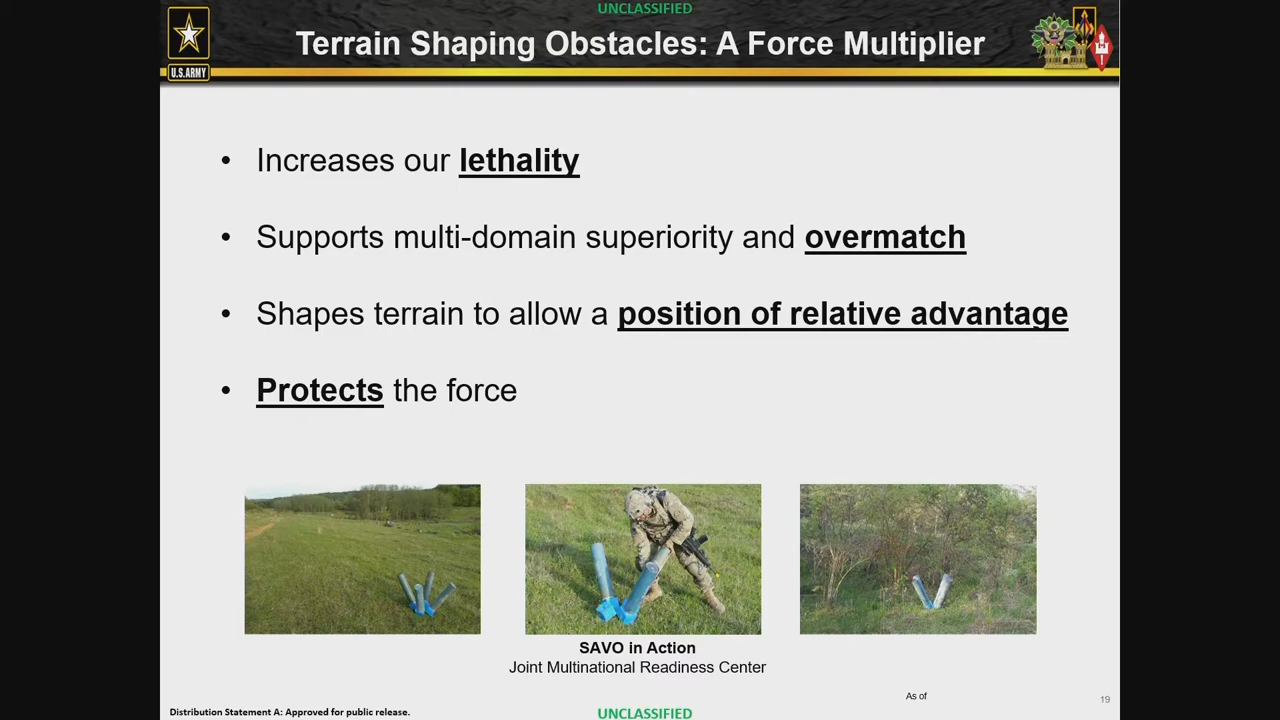 UNCLASSIFIED
Terrain Shaping Obstacles: A Force Multiplier
U.S.ARMY
• Increases our lethality
• Supports multi-domain superiority and overmatch
• Shapes terrain to allow a position of relative advantage
• Protects the force
SAVO in Action
Joint Multinational Readiness Center
As of
19
Distribution Statement A: Approved for public release.
UNCLASSIFIED